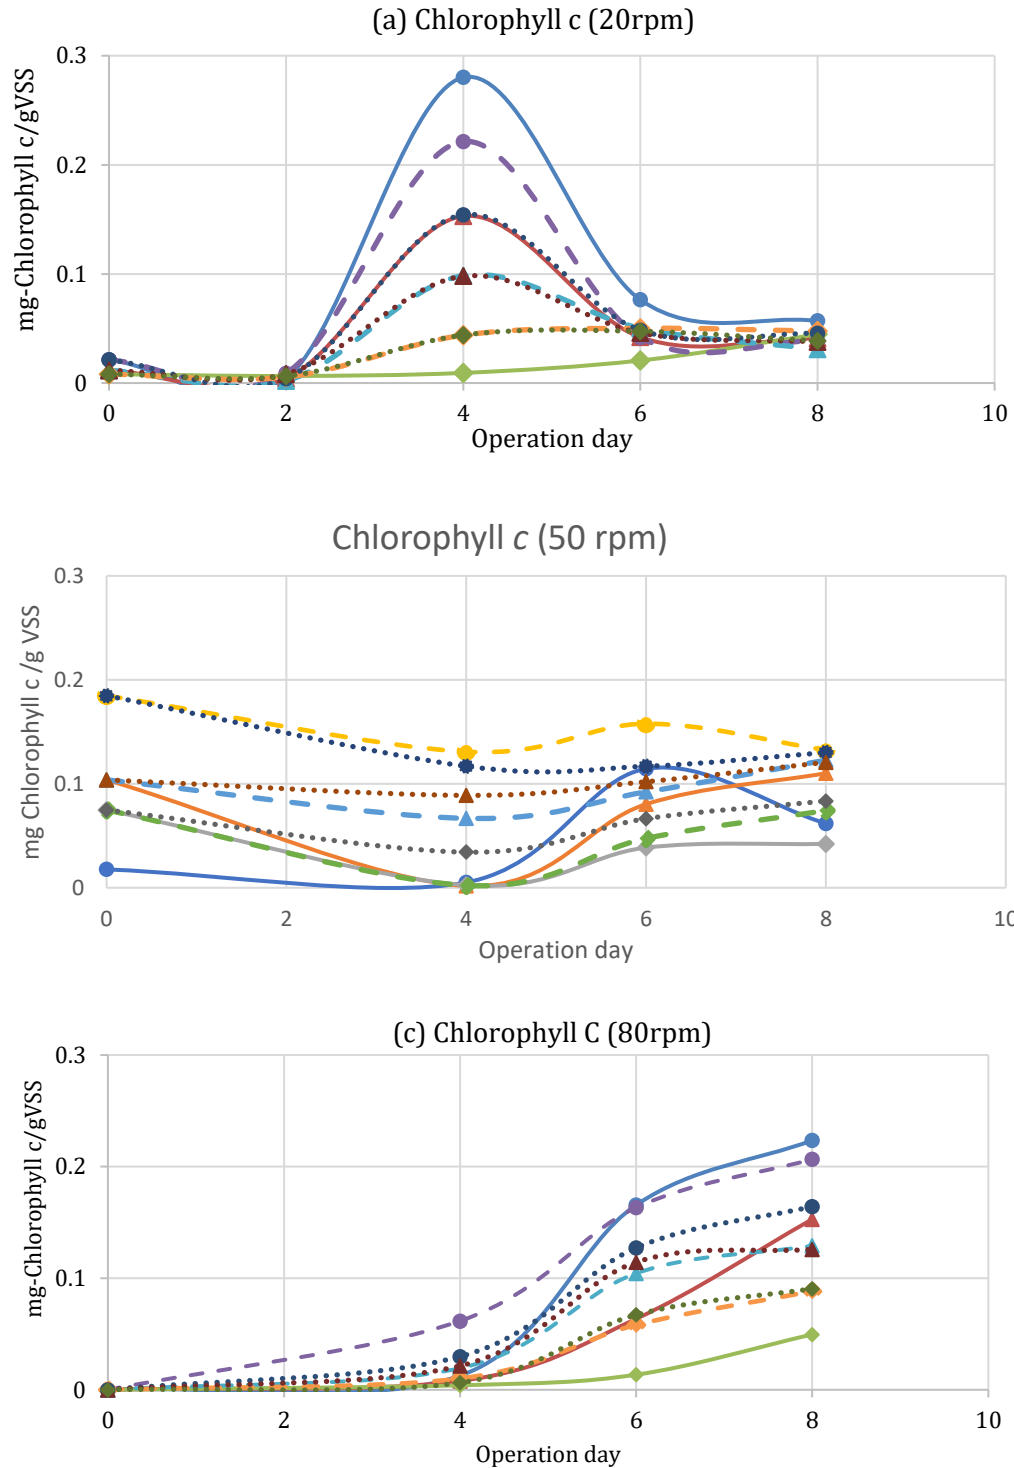 (a) Chlorophyll c (20rpm)
mg-Chlorophyll c/gVSS
0.3
0.2
0.1
0
0 2 4 6 8 10
Operation day
Chlorophyll c (50 rpm)
mg Chlorophyll c /g VSS
0.3
0.2
0.1
0
0 2 4 6 8 10
Operation day
(c) Chlorophyll C (80rpm)
mg-Chlorophyll c/gVSS
0.3
0.2
0.1
0
0 2 4 6 8 10
Operation day